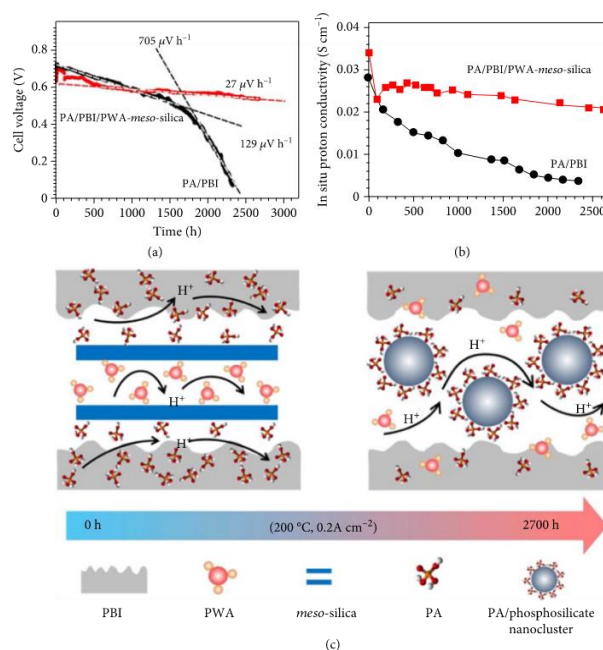 705 μV h⁻¹
27 μV h⁻¹
PA/PBI/PWA-meso-silica
129 μV h⁻¹
PA/PBI
Cell voltage (V)
0.8
0.6
0.4
0.2
0
0 500 1000 1500 2000 2500 3000
Time (h)
(a)
In situ proton conductivity (S cm⁻¹)
0.04
0.03
0.02
0.01
0
PA/PBI/PWA-meso-silica
PA/PBI
0 500 1000 1500 2000 2500
(b)
H⁺
H⁺
H⁺
H⁺
H⁺
H⁺
0 h (200 °C, 0.2A cm⁻²) 2700 h
PBI PWA meso-silica PA PA/phosphosilicate
nanocluster
(c)